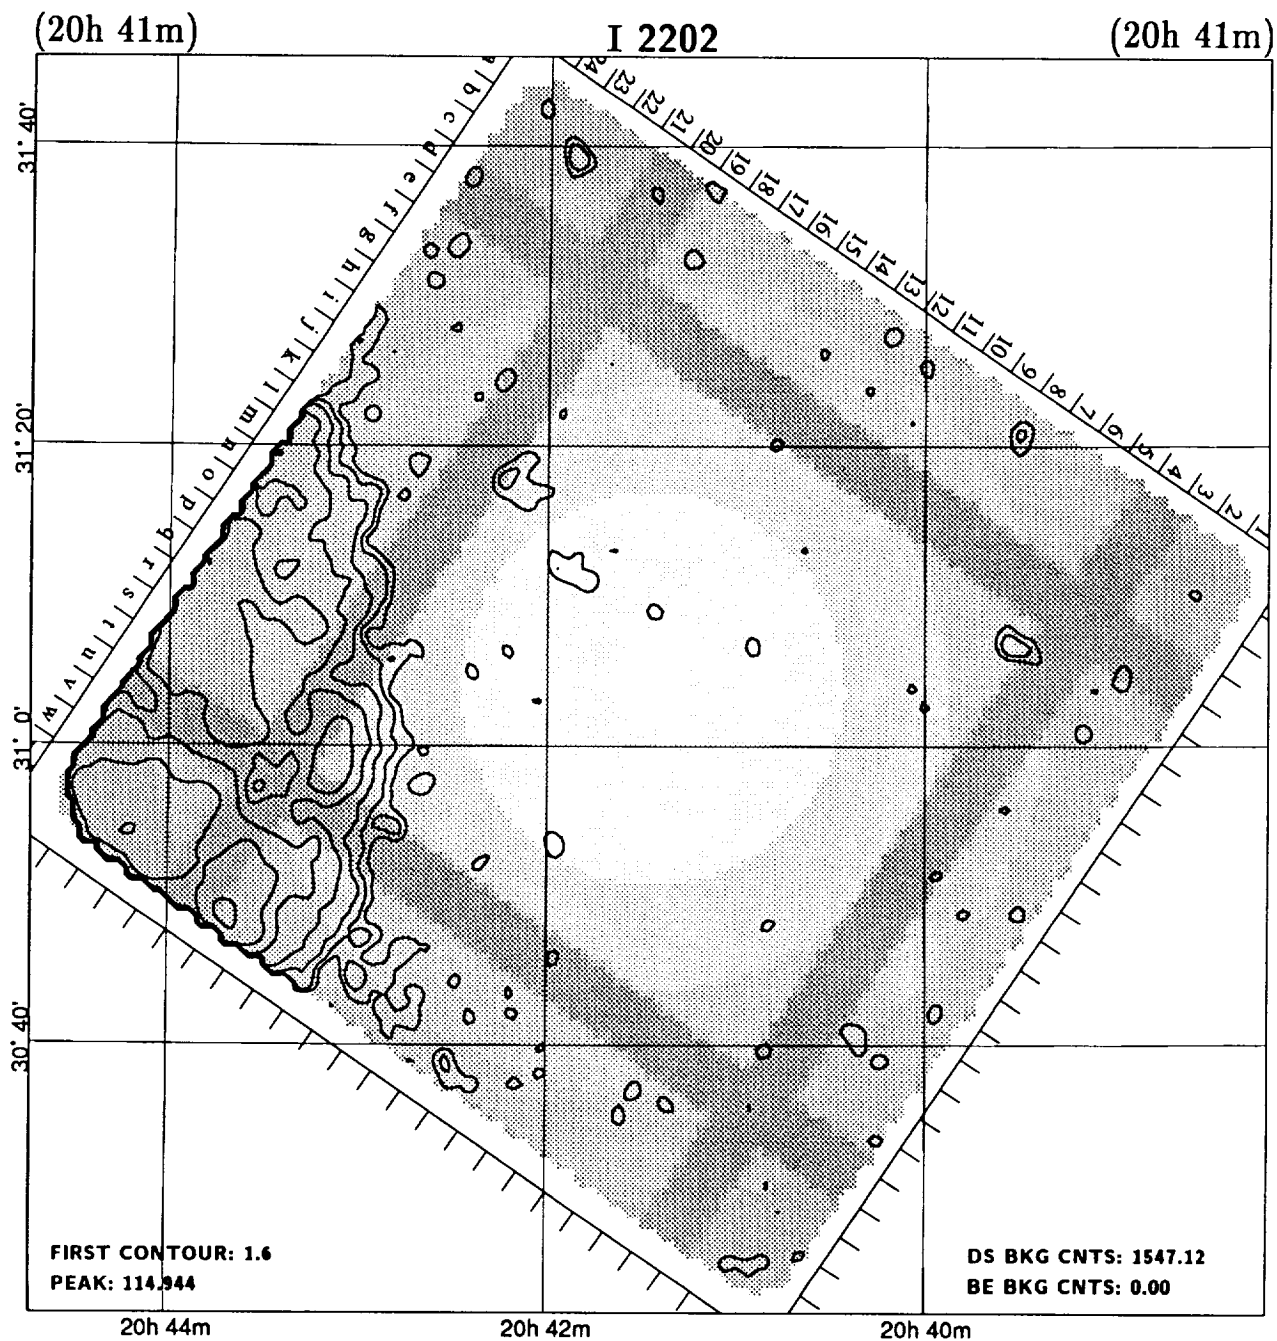 (20h 41m)
I 2202
(20h 41m)
24 23 22 21 20 19 18 17 16 15 14 13 12 11 10 9 8 7 6 5 4 3 2 1
b c d e f g h i j k l m n o p q r s t u v w
31° 40'
31° 20'
31° 0'
30° 40'
FIRST CONTOUR: 1.6
PEAK: 114.944
DS BKG CNTS: 1547.12
BE BKG CNTS: 0.00
20h 44m
20h 42m
20h 40m